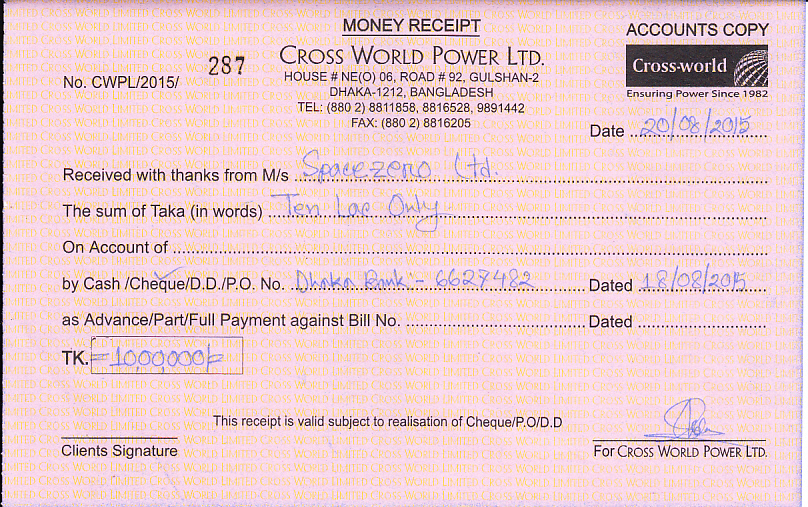 MONEY RECEIPT
ACCOUNTS COPY
No. CWPL/2015/ 287
CROSS WORLD POWER LTD.
HOUSE # NE(O) 06, ROAD # 92, GULSHAN-2
DHAKA-1212, BANGLADESH
TEL: (880 2) 8811858, 8816528, 9891442
FAX: (880 2) 8816205
Cross-world
Ensuring Power Since 1982
Date 20/08/2015
Received with thanks from M/s Spacezero Ltd.
The sum of Taka (in words) Ten Lac Only
On Account of
by Cash /Cheque/D.D./P.O. No. Dhaka Bank - 6627482 Dated 18/08/2015
as Advance/Part/Full Payment against Bill No. Dated
TK. =10,00,000/=
This receipt is valid subject to realisation of Cheque/P.O/D.D
Clients Signature
For CROSS WORLD POWER LTD.